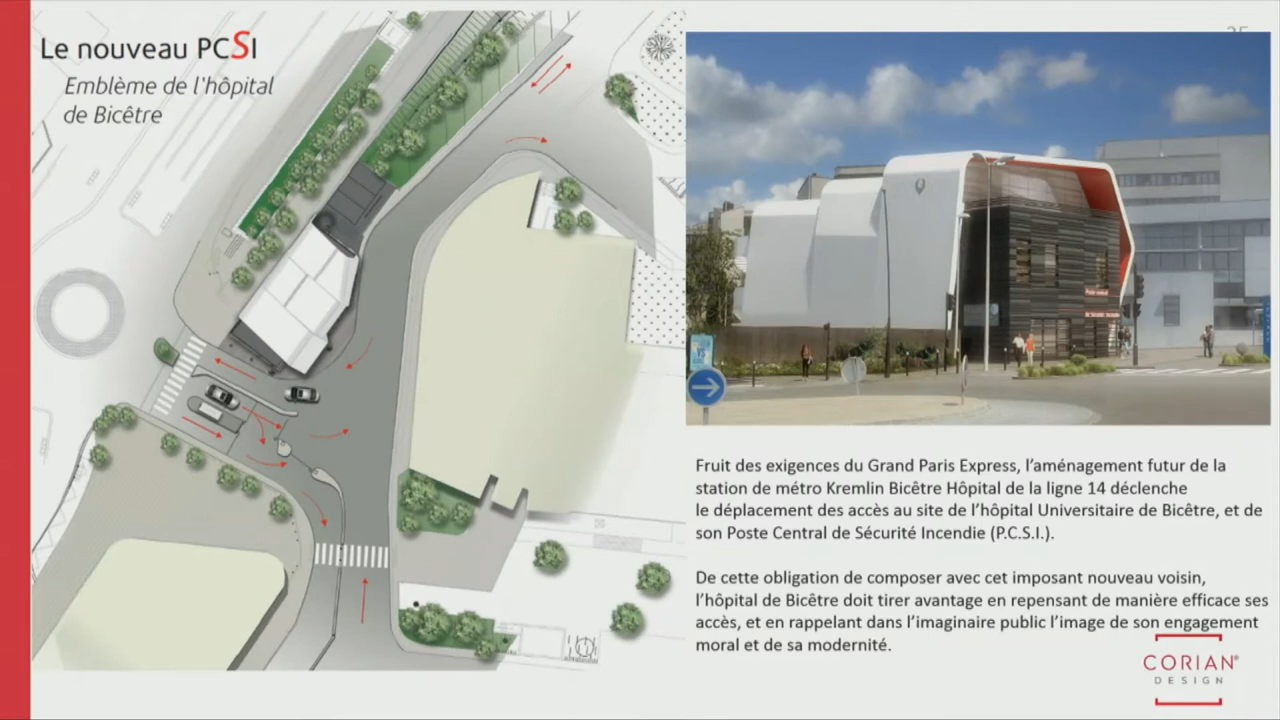 Le nouveau PCSI
Emblème de l'hôpital
de Bicêtre
Fruit des exigences du Grand Paris Express, l'aménagement futur de la
station de métro Kremlin Bicêtre Hôpital de la ligne 14 déclenche
le déplacement des accès au site de l'hôpital Universitaire de Bicêtre, et de
son Poste Central de Sécurité Incendie (P.C.S.I.).
De cette obligation de composer avec cet imposant nouveau voisin,
l'hôpital de Bicêtre doit tirer avantage en repensant de manière efficace ses
accès, et en rappelant dans l'imaginaire public l'image de son engagement
moral et de sa modernité.
CORIAN®
DESIGN